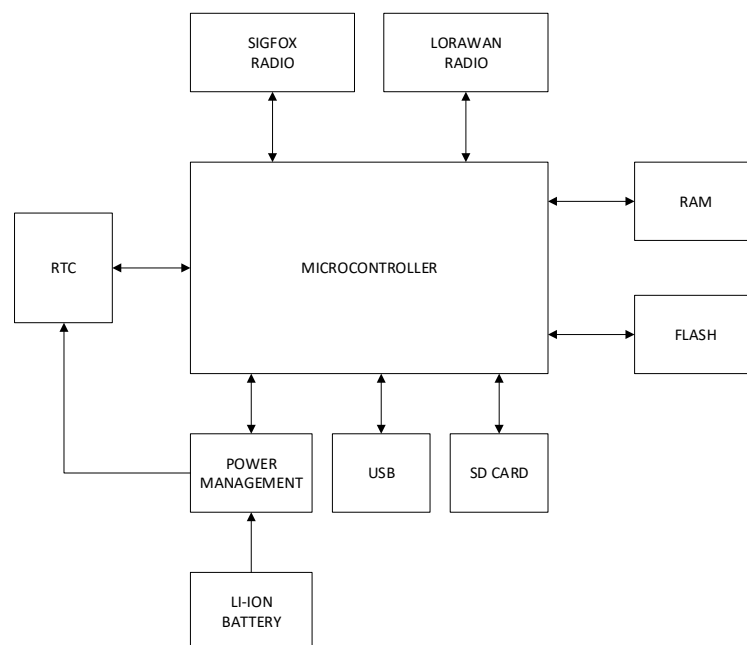 SIGFOX
RADIO
LORAWAN
RADIO
RAM
RTC
MICROCONTROLLER
FLASH
POWER
MANAGEMENT
USB
SD CARD
LI-ION
BATTERY